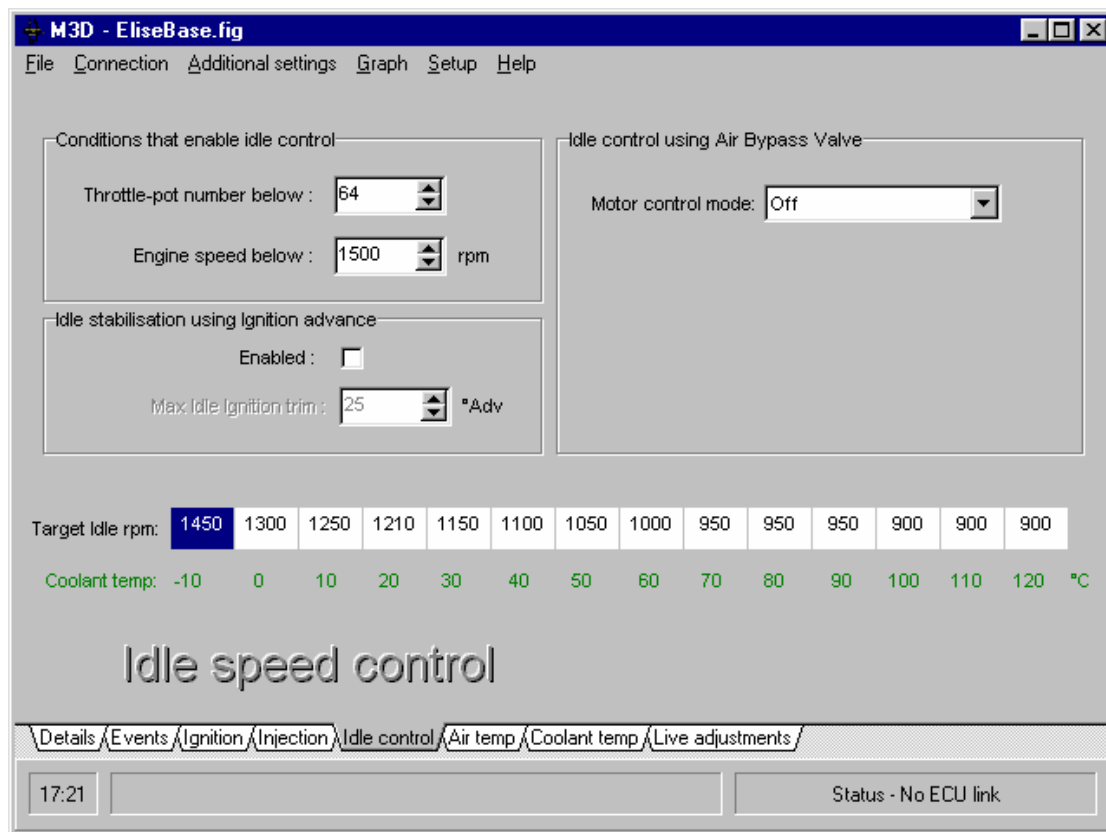 M3D - EliseBase.fig
File Connection Additional settings Graph Setup Help
Conditions that enable idle control
Throttle-pot number below : 64
Engine speed below : 1500 rpm
Idle control using Air Bypass Valve
Motor control mode: Off
Idle stabilisation using Ignition advance
Enabled :
Max Idle Ignition trim : 25 °Adv
Target Idle rpm: 1450 1300 1250 1210 1150 1100 1050 1000 950 950 950 900 900 900
Coolant temp: -10 0 10 20 30 40 50 60 70 80 90 100 110 120 °C
Idle speed control
Details Events Ignition Injection Idle control Air temp Coolant temp Live adjustments
17:21 Status - No ECU link